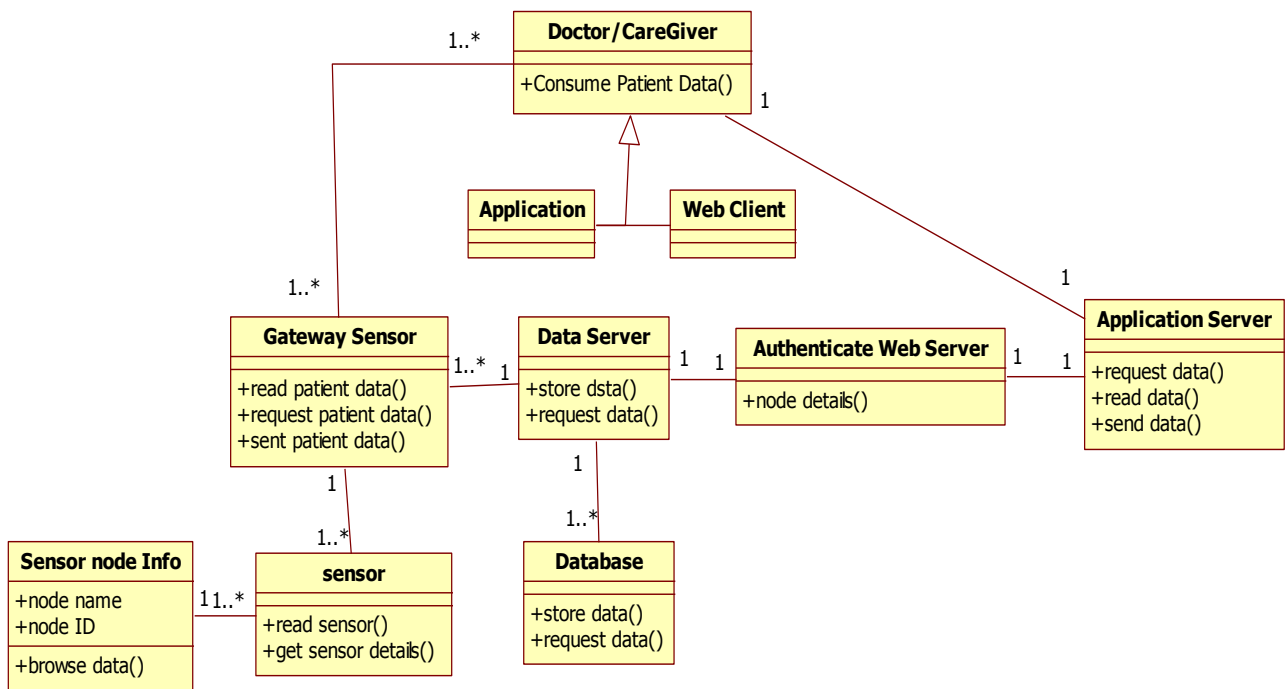 Doctor/CareGiver
+Consume Patient Data()
1..*
1
Application
Web Client
1..*
1
Gateway Sensor
+read patient data()
+request patient data()
+sent patient data()
1..*
1
Data Server
+store dsta()
+request data()
1
1
Authenticate Web Server
+node details()
1
1
Application Server
+request data()
+read data()
+send data()
1
1..*
1
1..*
Sensor node Info
+node name
+node ID
+browse data()
1
1..*
sensor
+read sensor()
+get sensor details()
Database
+store data()
+request data()